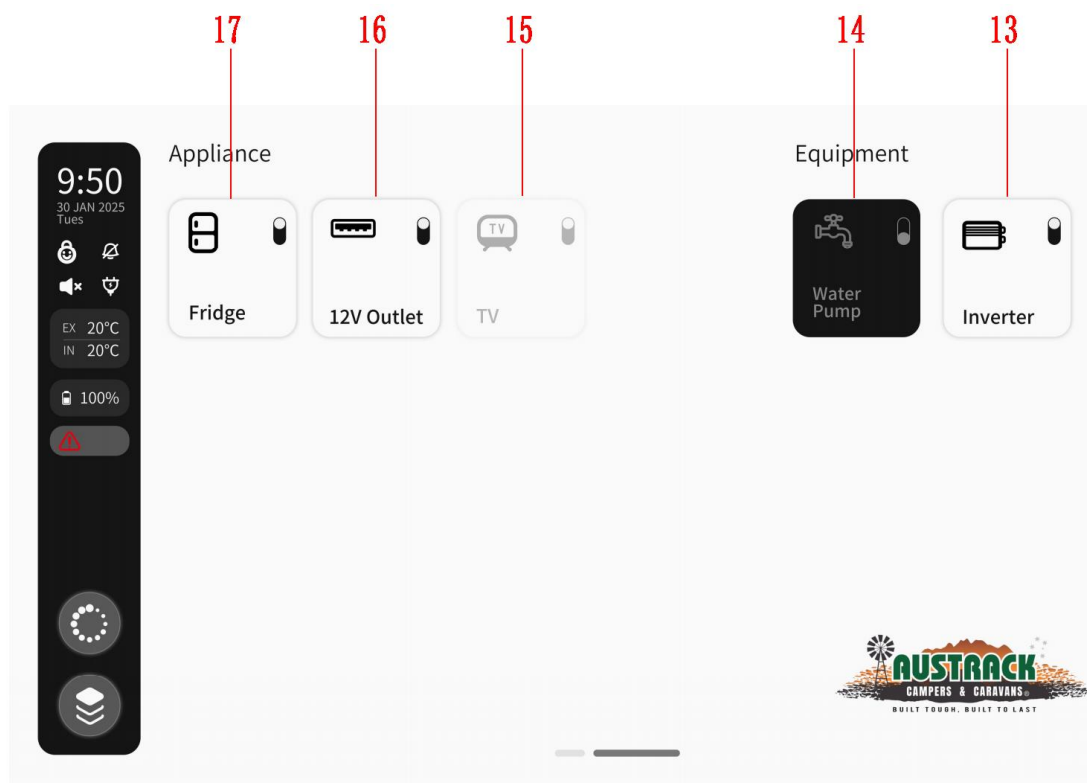 17
16
15
14
13
9:50
30 JAN 2025
Tues
EX 20°C
IN 20°C
100%
Appliance
Fridge
12V Outlet
TV
TV
Equipment
Water
Pump
Inverter
AUSTRACK
CAMPERS & CARAVANS®
BUILT TOUGH, BUILT TO LAST